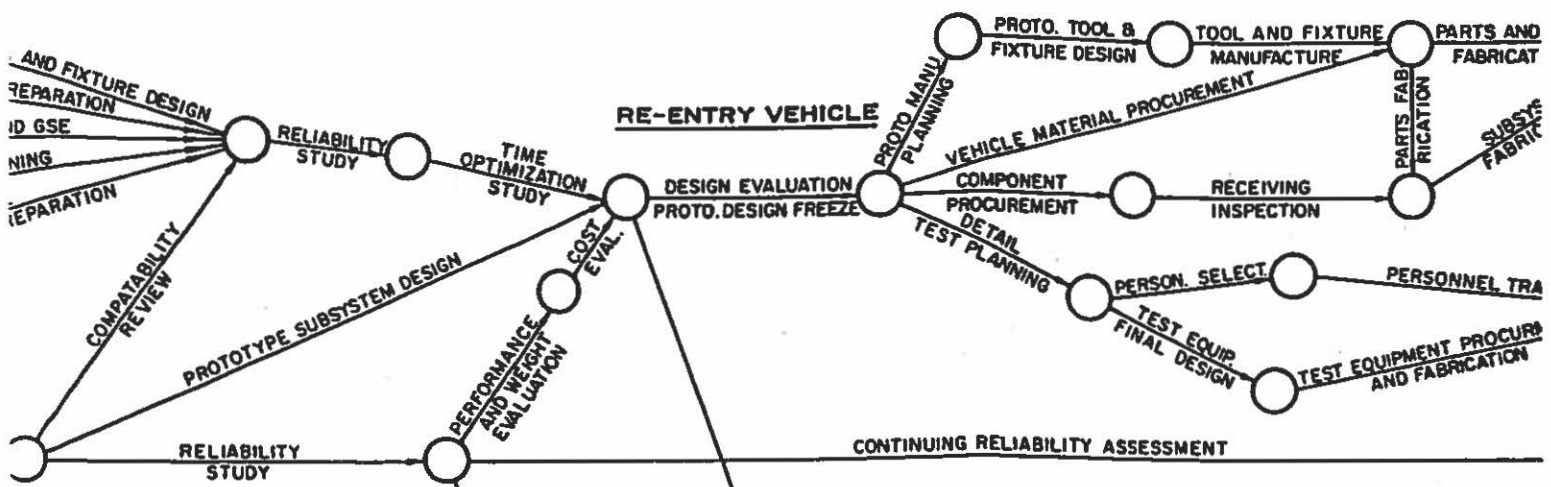 AND FIXTURE DESIGN
REPARATION
GSE
NING
REPARATION
RELIABILITY
STUDY
TIME
OPTIMIZATION
STUDY
COMPATABILITY
REVIEW
PROTOTYPE SUBSYSTEM DESIGN
RELIABILITY
STUDY
PERFORMANCE
AND WEIGHT
EVALUATION
COST
EVAL.
RE-ENTRY VEHICLE
DESIGN EVALUATION
PROTO. DESIGN FREEZE
PROTO MANU
PLANNING
PROTO. TOOL &
FIXTURE DESIGN
TOOL AND FIXTURE
MANUFACTURE
PARTS AND
FABRICAT
VEHICLE MATERIAL PROCUREMENT
PARTS FAB
RICATION
COMPONENT
PROCUREMENT
RECEIVING
INSPECTION
SUBSYS
FABRIC
DETAIL
TEST PLANNING
PERSON. SELECT.
PERSONNEL TRA
TEST EQUIP.
FINAL DESIGN
TEST EQUIPMENT PROCUR
AND FABRICATION
CONTINUING RELIABILITY ASSESSMENT